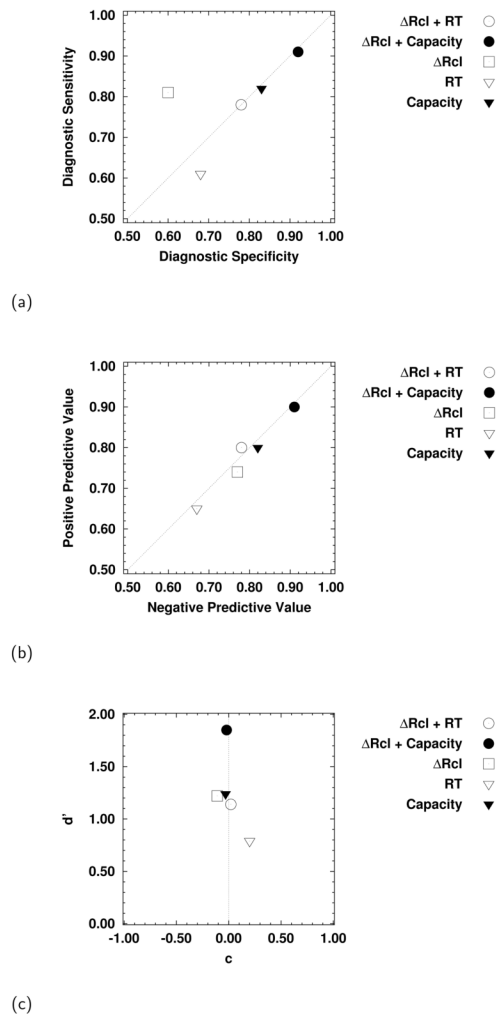 1.00
0.90
0.80
0.70
0.60
0.50
Diagnostic Sensitivity
0.50 0.60 0.70 0.80 0.90 1.00
Diagnostic Specificity
ΔRcl + RT
ΔRcl + Capacity
ΔRcl
RT
Capacity
(a)
1.00
0.90
0.80
0.70
0.60
0.50
Positive Predictive Value
0.50 0.60 0.70 0.80 0.90 1.00
Negative Predictive Value
ΔRcl + RT
ΔRcl + Capacity
ΔRcl
RT
Capacity
(b)
2.00
1.50
1.00
0.50
0.00
d'
-1.00 -0.50 0.00 0.50 1.00
c
ΔRcl + RT
ΔRcl + Capacity
ΔRcl
RT
Capacity
(c)